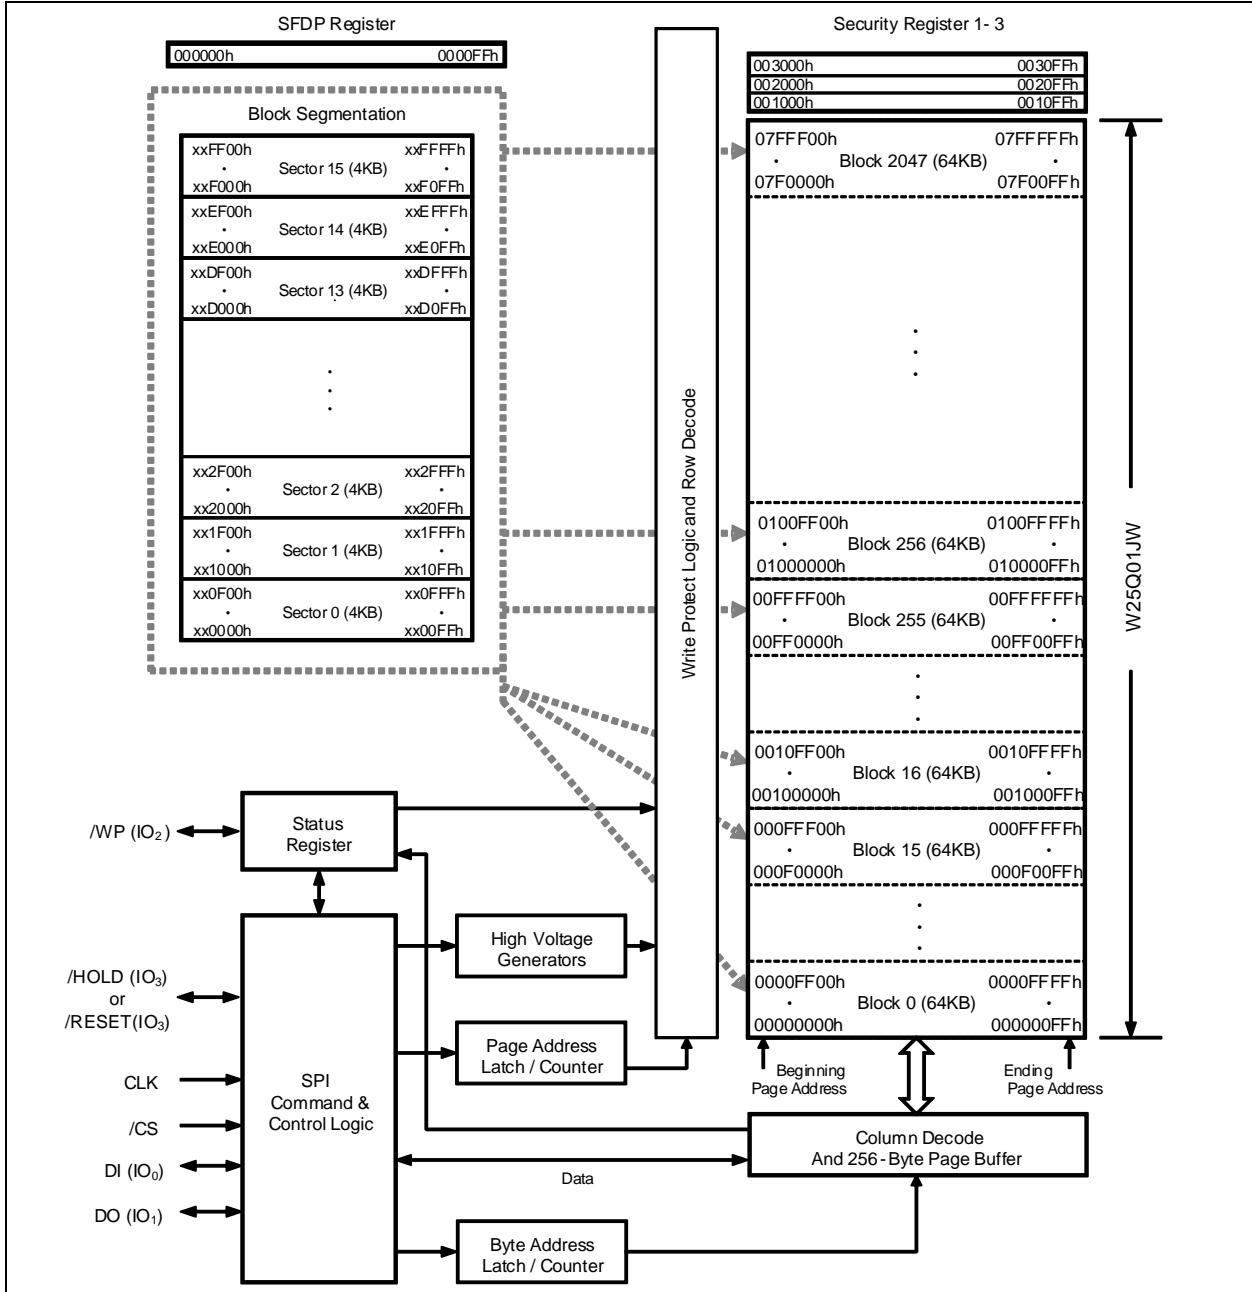 SFDP Register
000000h 0000FFh
Block Segmentation
xxFF00h xxFFFFh
Sector 15 (4KB)
xxF000h xxF0FFh
xxEF00h xxEFFFh
Sector 14 (4KB)
xxE000h xxE0FFh
xxDF00h xxDFFFh
Sector 13 (4KB)
xxD000h xxD0FFh
xx2F00h xx2FFFh
Sector 2 (4KB)
xx2000h xx20FFh
xx1F00h xx1FFFh
Sector 1 (4KB)
xx1000h xx10FFh
xx0F00h xx0FFFh
Sector 0 (4KB)
xx0000h xx00FFh
Write Protect Logic and Row Decode
Security Register 1- 3
003000h 0030FFh
002000h 0020FFh
001000h 0010FFh
07FFF00h 07FFFFFh
Block 2047 (64KB)
07F0000h 07F00FFh
0100FF00h 0100FFFFh
Block 256 (64KB)
01000000h 010000FFh
00FFFF00h 00FFFFFFh
Block 255 (64KB)
00FF0000h 00FF00FFh
0010FF00h 0010FFFFh
Block 16 (64KB)
00100000h 001000FFh
000FFF00h 000FFFFFh
Block 15 (64KB)
000F0000h 000F00FFh
0000FF00h 0000FFFFh
Block 0 (64KB)
00000000h 000000FFh
W25Q01JW
Beginning
Page Address
Ending
Page Address
/WP (IO₂)
Status
Register
/HOLD (IO₃)
or
/RESET(IO₃)
CLK
/CS
DI (IO₀)
DO (IO₁)
SPI
Command &
Control Logic
High Voltage
Generators
Page Address
Latch / Counter
Column Decode
And 256 - Byte Page Buffer
Data
Byte Address
Latch / Counter